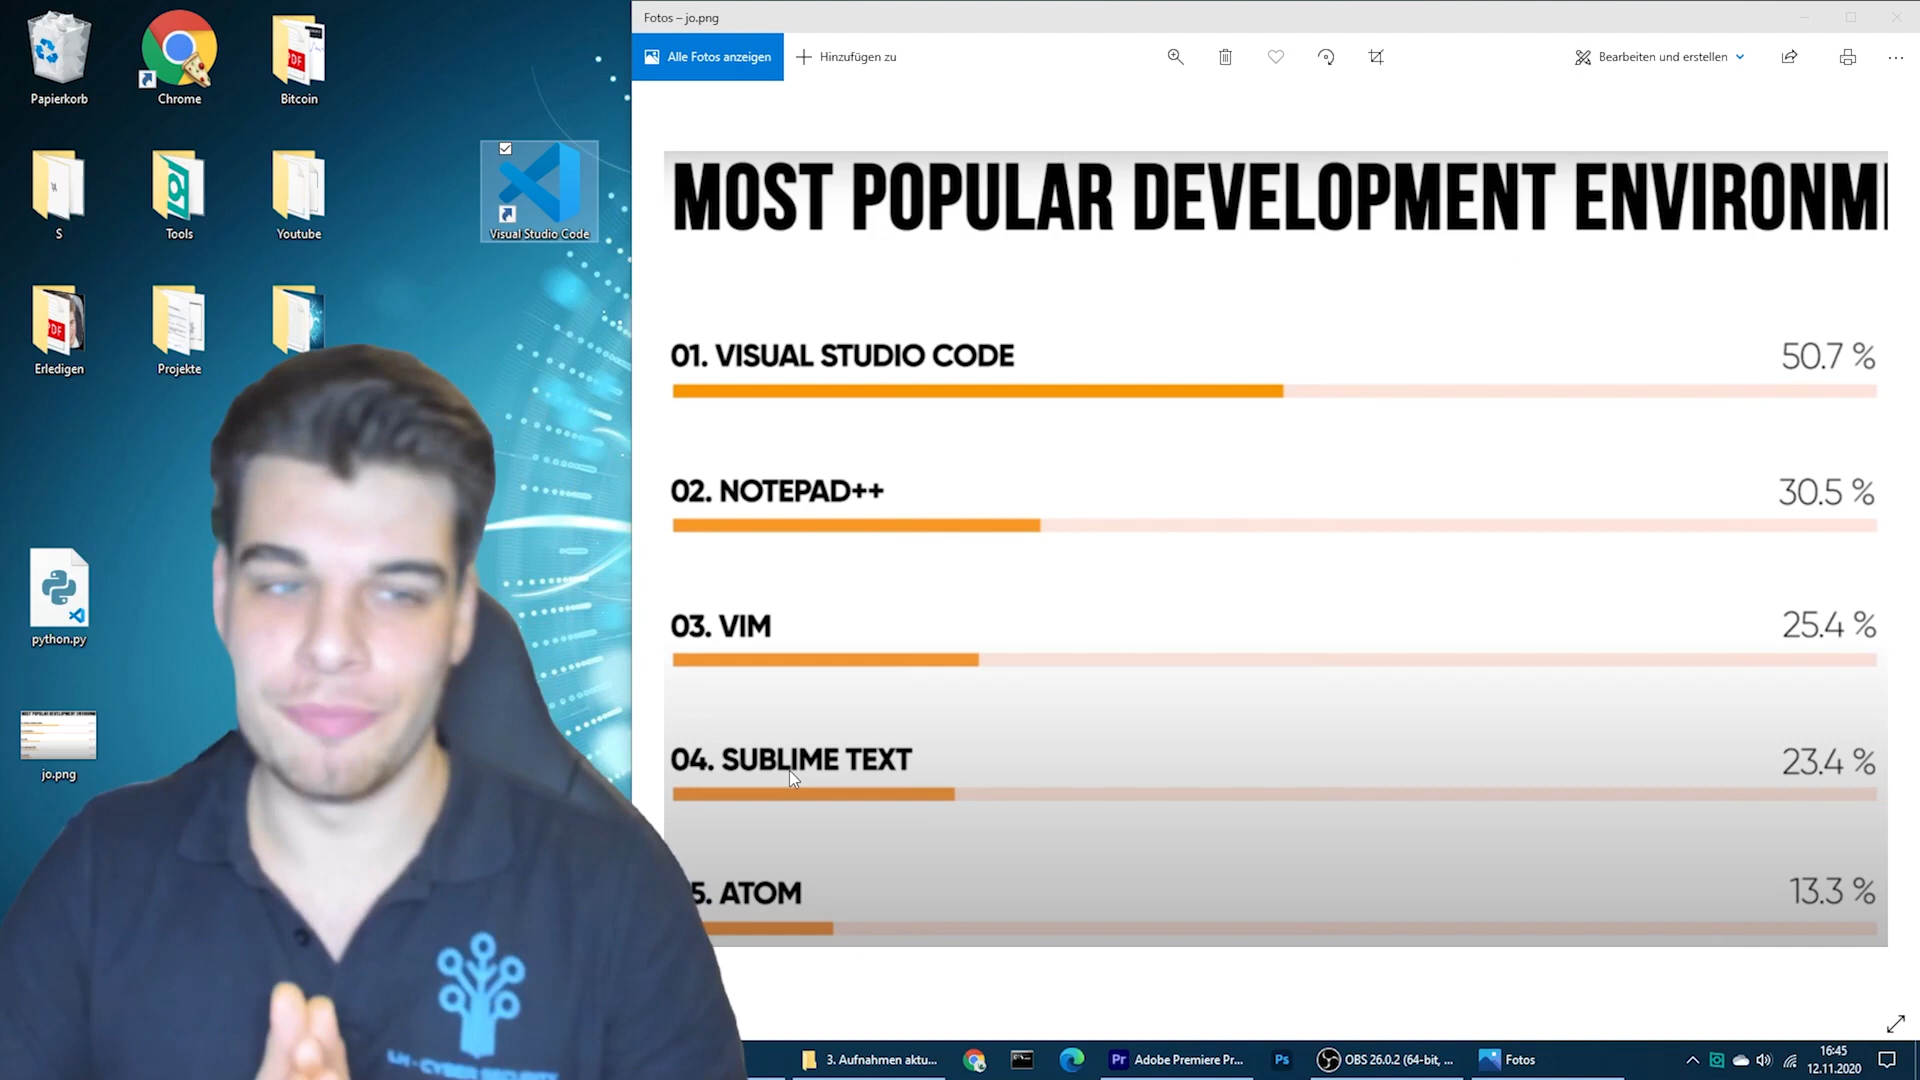 Fotos – jo.png
Alle Fotos anzeigen
Hinzufügen zu
Bearbeiten und erstellen
Papierkorb
Chrome
Bitcoin
S
Tools
Youtube
Visual Studio Code
Erledigen
Projekte
python.py
jo.png
MOST POPULAR DEVELOPMENT ENVIRONM
01. VISUAL STUDIO CODE 50.7 %
02. NOTEPAD++ 30.5 %
03. VIM 25.4 %
04. SUBLIME TEXT 23.4 %
5. ATOM 13.3 %
LH - CYBER SECURITY
3. Aufnahmen aktu...
Adobe Premiere Pr...
OBS 26.0.2 (64-bit, ...
Fotos
16:45
12.11.2020